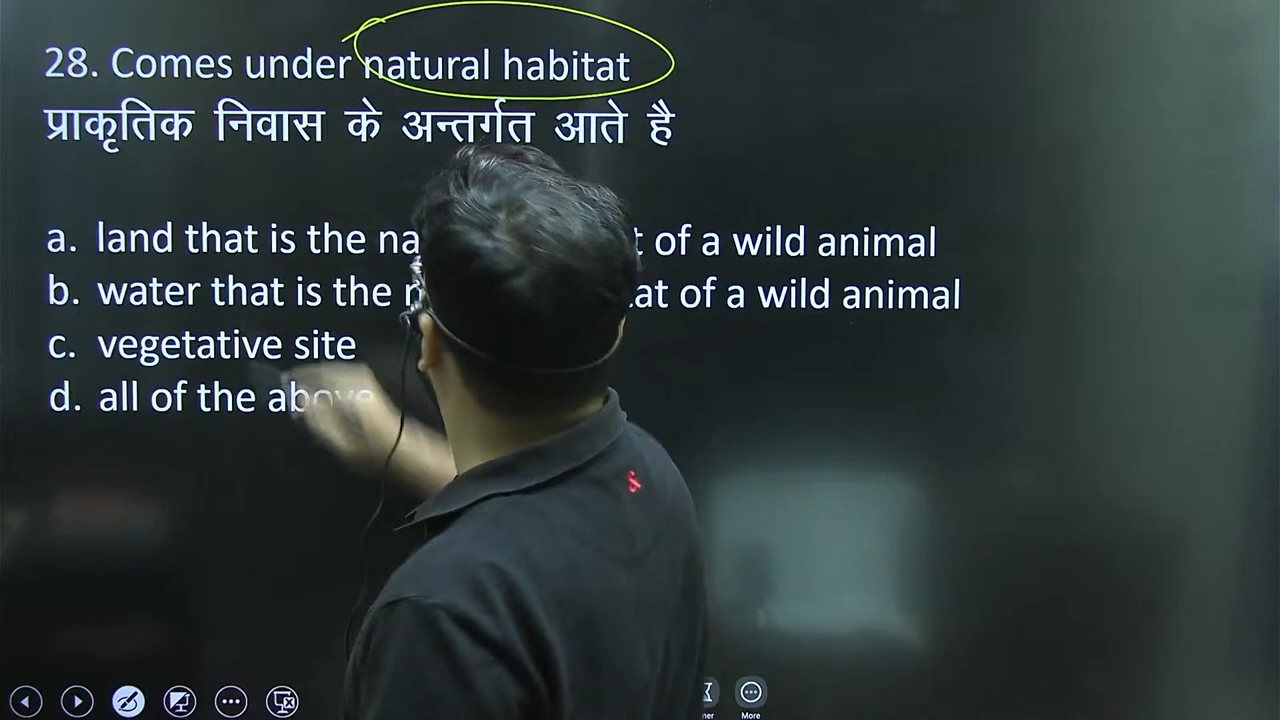 28. Comes under natural habitat
प्राकृतिक निवास के अन्तर्गत आते है
a. land that is the of a wild animal
b. water that is the of a wild animal
c. vegetative site
d. all of the above
More